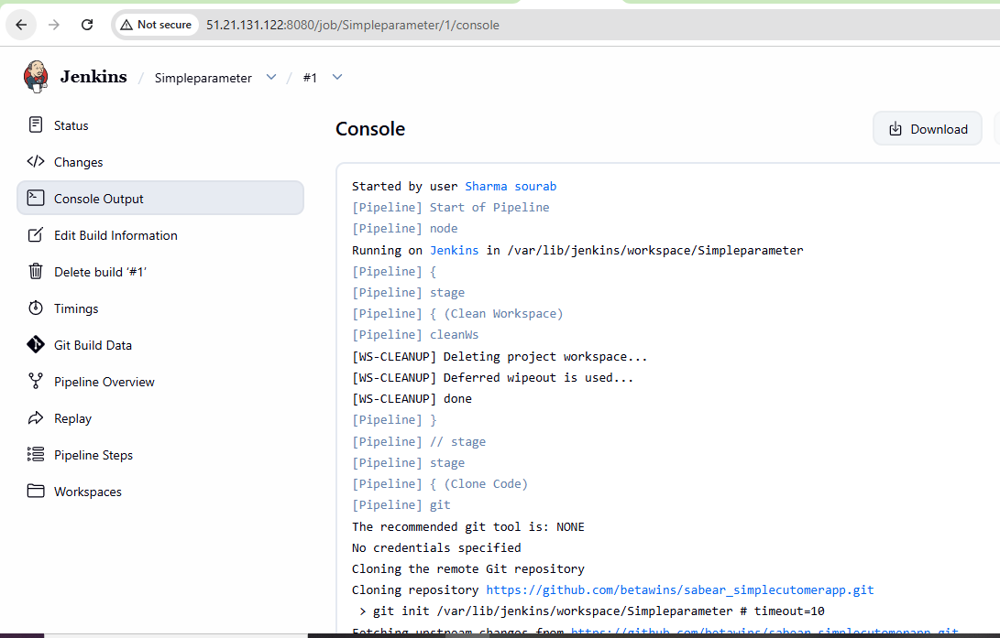 Not secure 51.21.131.122:8080/job/Simpleparameter/1/console
Jenkins / Simpleparameter / #1
Status
Changes
Console Output
Edit Build Information
Delete build ‘#1’
Timings
Git Build Data
Pipeline Overview
Replay
Pipeline Steps
Workspaces
Console
Download
Started by user Sharma sourab
[Pipeline] Start of Pipeline
[Pipeline] node
Running on Jenkins in /var/lib/jenkins/workspace/Simpleparameter
[Pipeline] {
[Pipeline] stage
[Pipeline] { (Clean Workspace)
[Pipeline] cleanWs
[WS-CLEANUP] Deleting project workspace...
[WS-CLEANUP] Deferred wipeout is used...
[WS-CLEANUP] done
[Pipeline] }
[Pipeline] // stage
[Pipeline] stage
[Pipeline] { (Clone Code)
[Pipeline] git
The recommended git tool is: NONE
No credentials specified
Cloning the remote Git repository
Cloning repository https://github.com/betawins/sabear_simplecutomerapp.git
> git init /var/lib/jenkins/workspace/Simpleparameter # timeout=10
Fetching upstream changes from https://github.com/betawins/sabear_simplecutomerapp.git